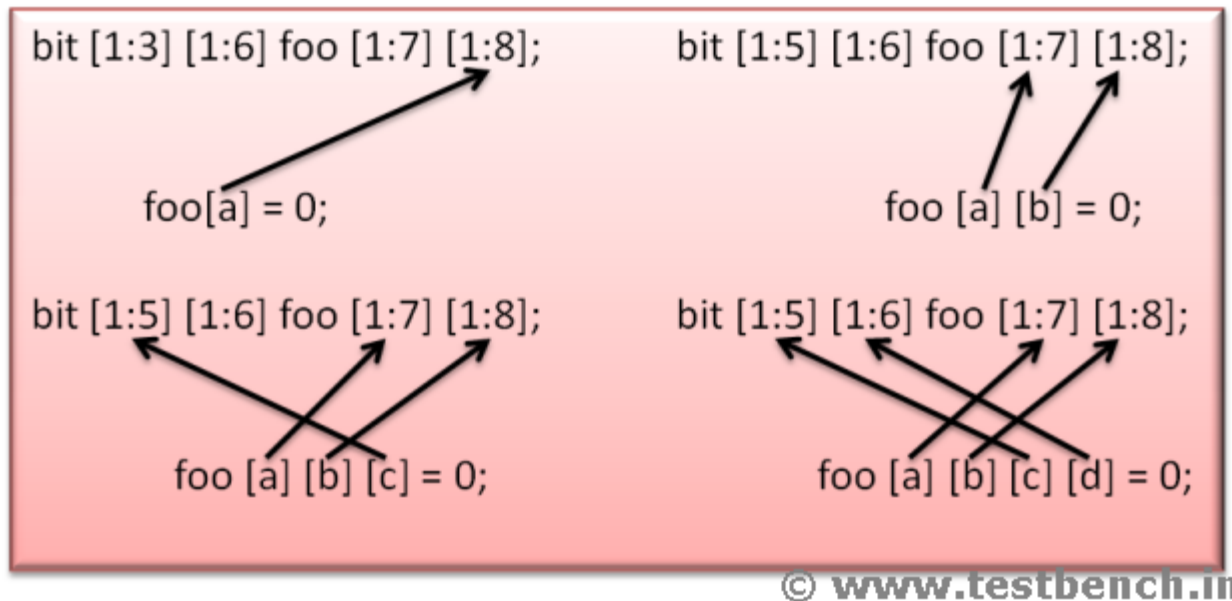 bit [1:3] [1:6] foo [1:7] [1:8];
bit [1:5] [1:6] foo [1:7] [1:8];
foo[a] = 0;
foo [a] [b] = 0;
bit [1:5] [1:6] foo [1:7] [1:8];
bit [1:5] [1:6] foo [1:7] [1:8];
foo [a] [b] [c] = 0;
foo [a] [b] [c] [d] = 0;
© www.testbench.in